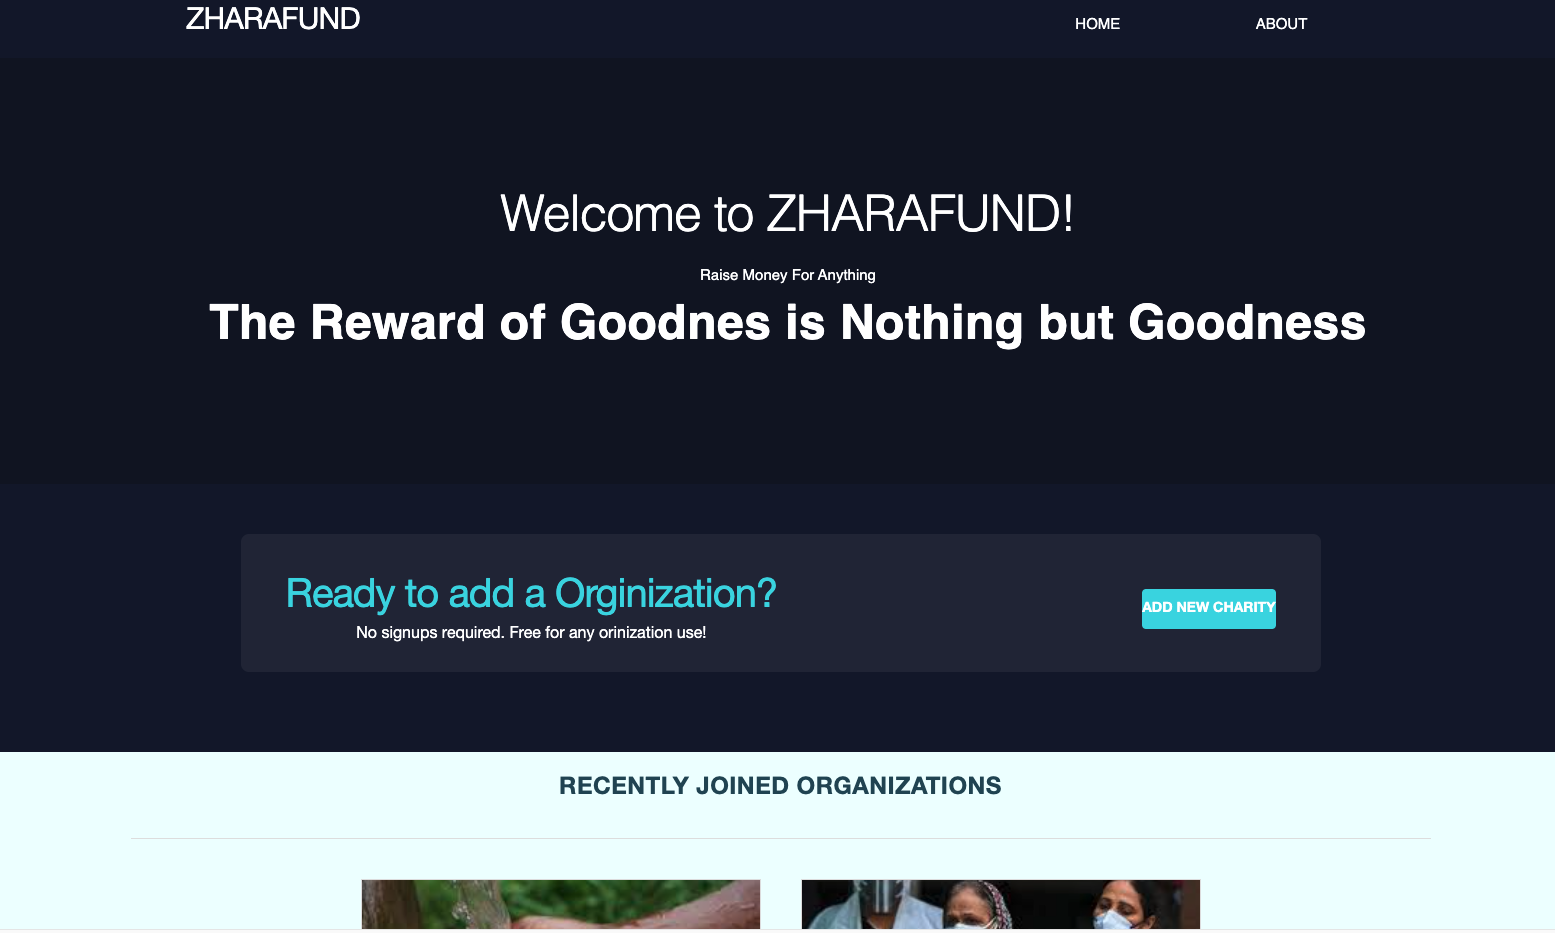 ZHARAFUND
HOME
ABOUT
Welcome to ZHARAFUND!
Raise Money For Anything
The Reward of Goodnes is Nothing but Goodness
Ready to add a Orginization?
No signups required. Free for any orinization use!
ADD NEW CHARITY
RECENTLY JOINED ORGANIZATIONS